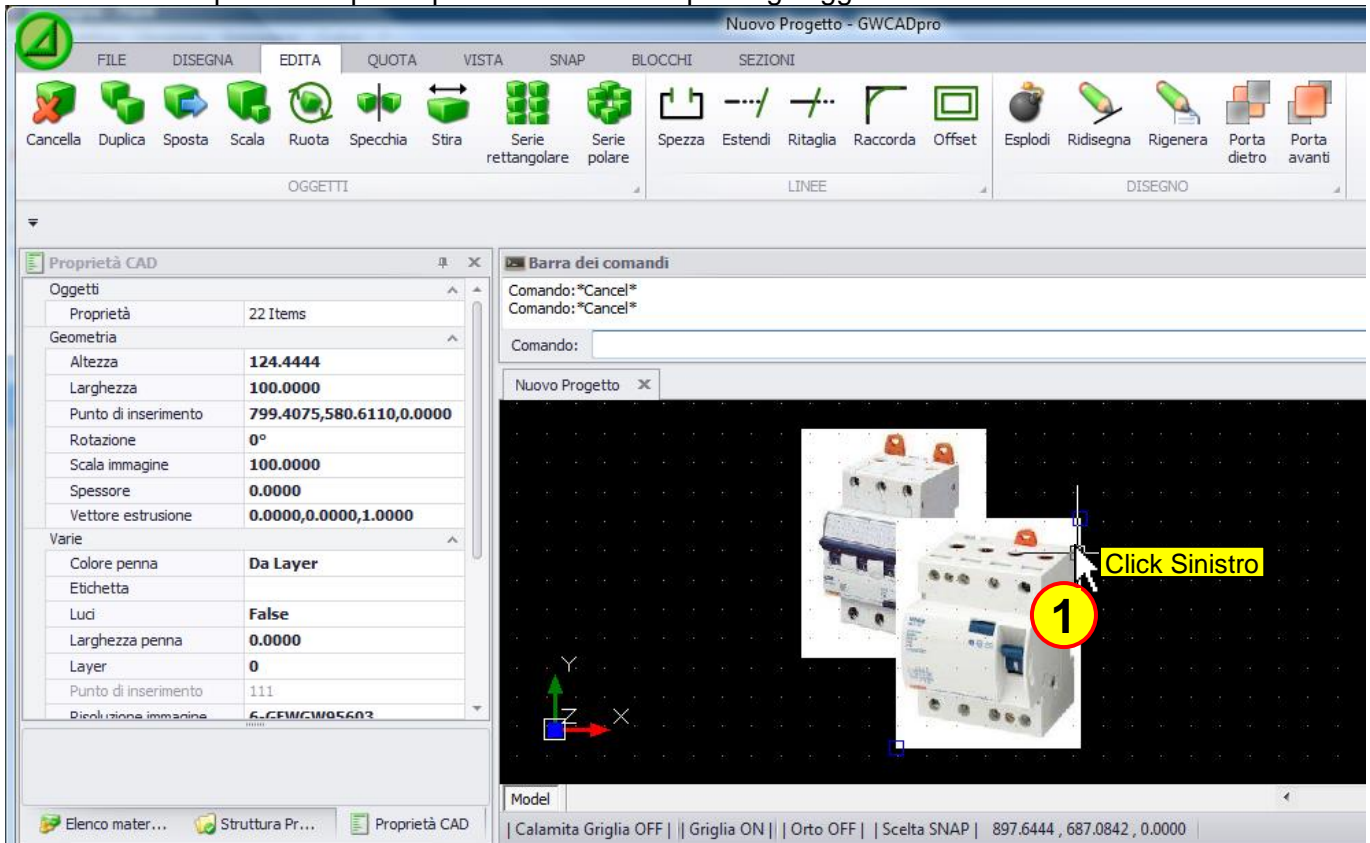 Nuovo Progetto - GWCADpro
FILE DISEGNA EDITA QUOTA VISTA SNAP BLOCCHI SEZIONI
Cancella Duplica Sposta Scala Ruota Specchia Stira Serie rettangolare Serie polare Spezza Estendi Ritaglia Raccorda Offset Esplodi Ridisegna Rigenera Porta dietro Porta avanti
OGGETTI LINEE DISEGNO
Proprietà CAD
Oggetti
Proprietà 22 Items
Geometria
Altezza 124.4444
Larghezza 100.0000
Punto di inserimento 799.4075,580.6110,0.0000
Rotazione 0°
Scala immagine 100.0000
Spessore 0.0000
Vettore estrusione 0.0000,0.0000,1.0000
Varie
Colore penna Da Layer
Etichetta
Luci False
Larghezza penna 0.0000
Layer 0
Punto di inserimento 111
Risoluzione immagine 6-GEWGW95603
Elenco mater... Struttura Pr... Proprietà CAD
Barra dei comandi
Comando:*Cancel*
Comando:*Cancel*
Comando:
Nuovo Progetto
Click Sinistro
1
Y
Z X
Model
| Calamita Griglia OFF | | Griglia ON | | Orto OFF | | Scelta SNAP | 897.6444 , 687.0842 , 0.0000